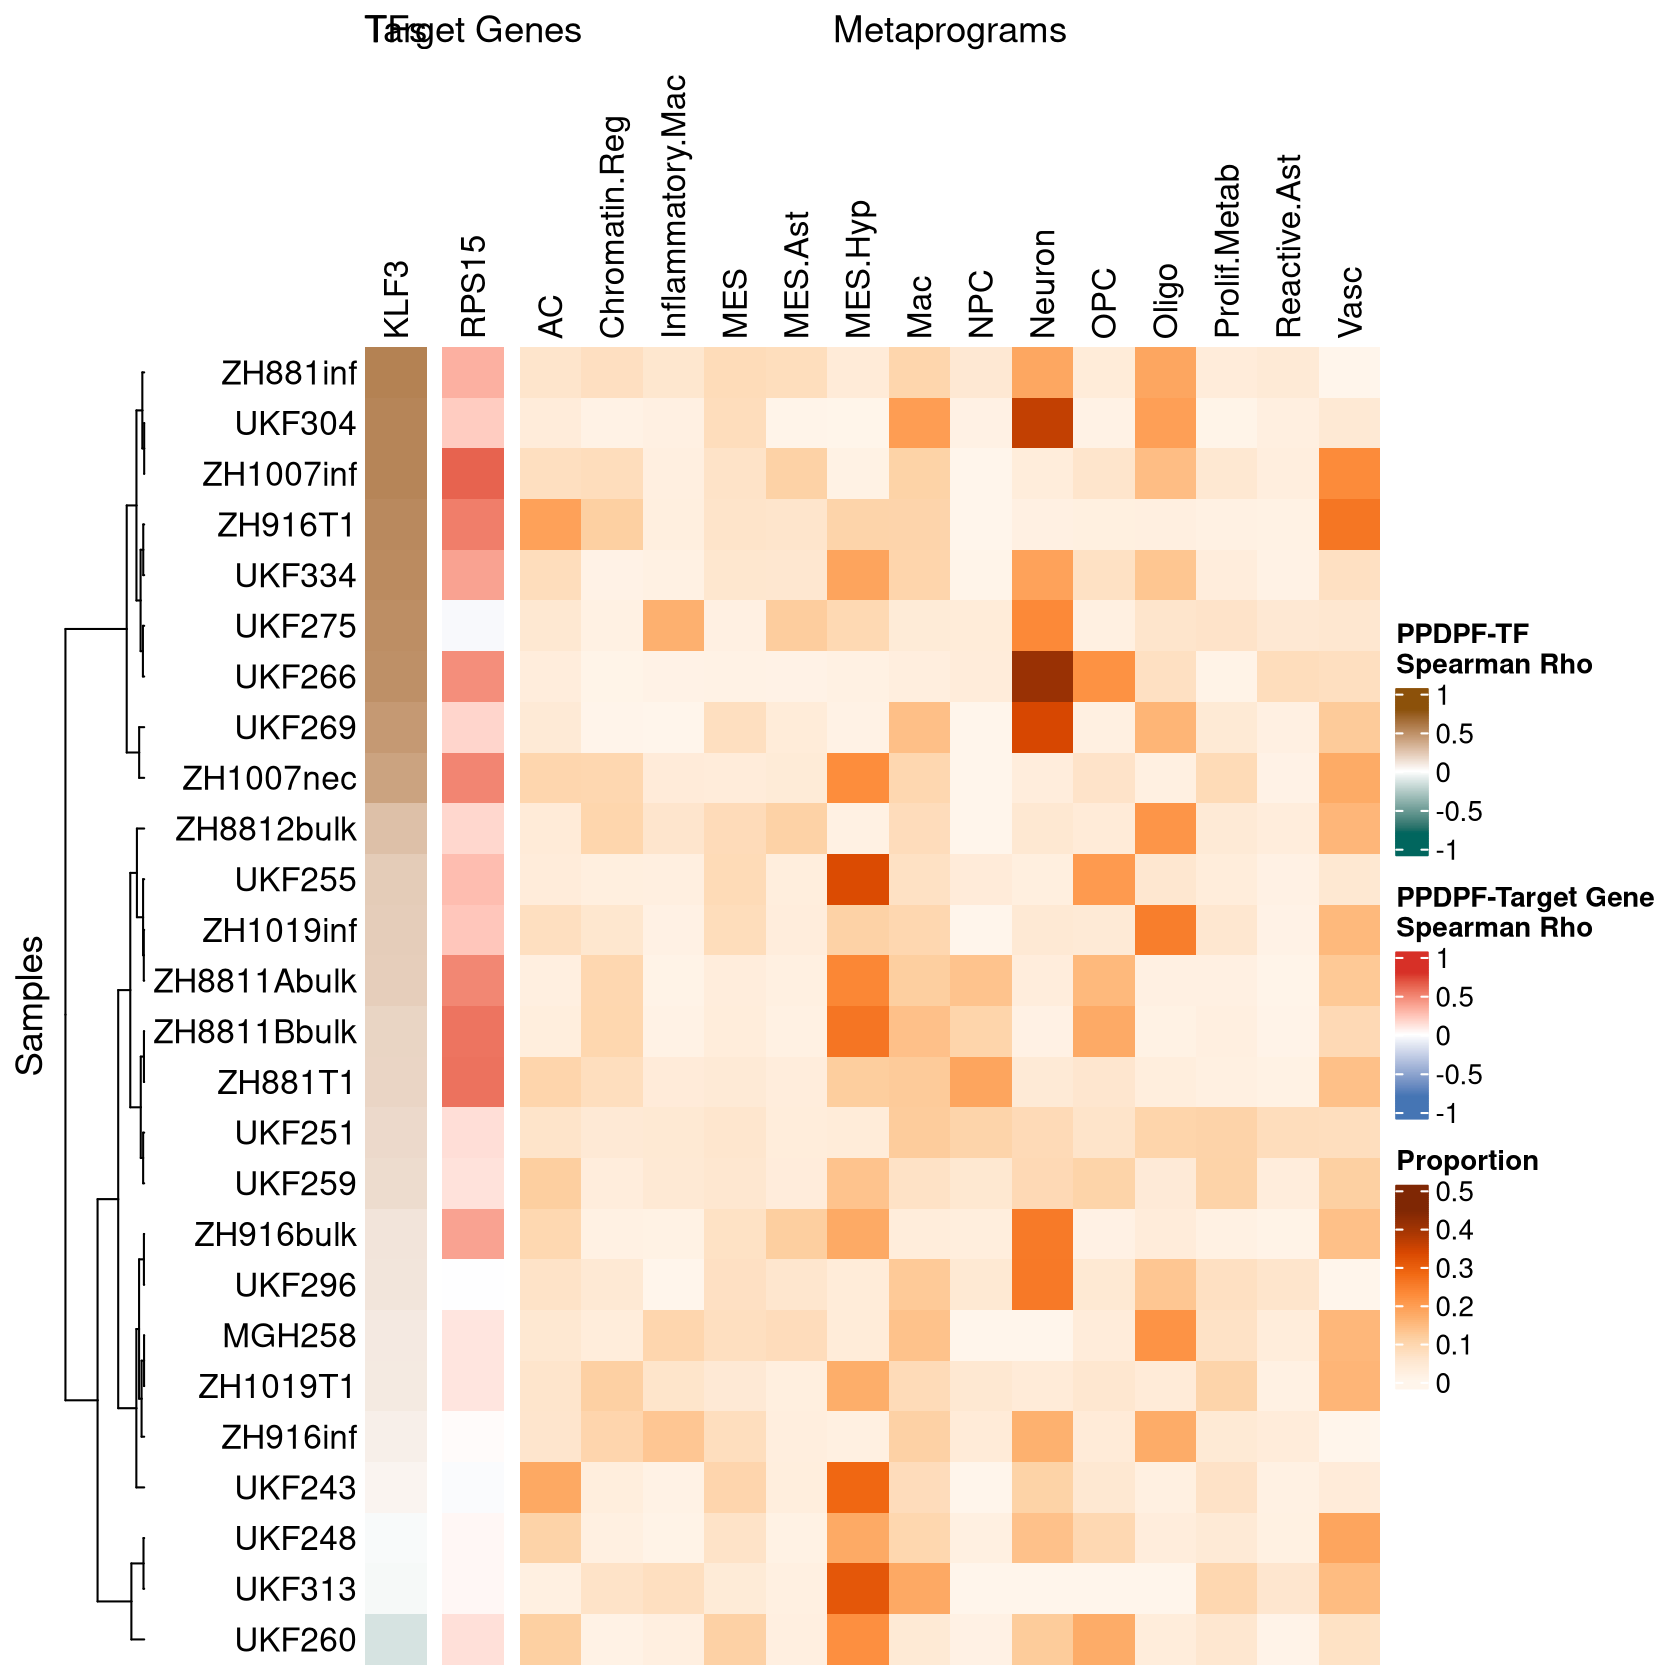 TFs
Target Genes
Metaprograms
KLF3
RPS15
AC
Chromatin.Reg
Inflammatory.Mac
MES
MES.Ast
MES.Hyp
Mac
NPC
Neuron
OPC
Oligo
Prolif.Metab
Reactive.Ast
Vasc
Samples
ZH881inf
UKF304
ZH1007inf
ZH916T1
UKF334
UKF275
UKF266
UKF269
ZH1007nec
ZH8812bulk
UKF255
ZH1019inf
ZH8811Abulk
ZH8811Bbulk
ZH881T1
UKF251
UKF259
ZH916bulk
UKF296
MGH258
ZH1019T1
ZH916inf
UKF243
UKF248
UKF313
UKF260
PPDPF-TF
Spearman Rho
1
0.5
0
-0.5
-1
PPDPF-Target Gene
Spearman Rho
1
0.5
0
-0.5
-1
Proportion
0.5
0.4
0.3
0.2
0.1
0